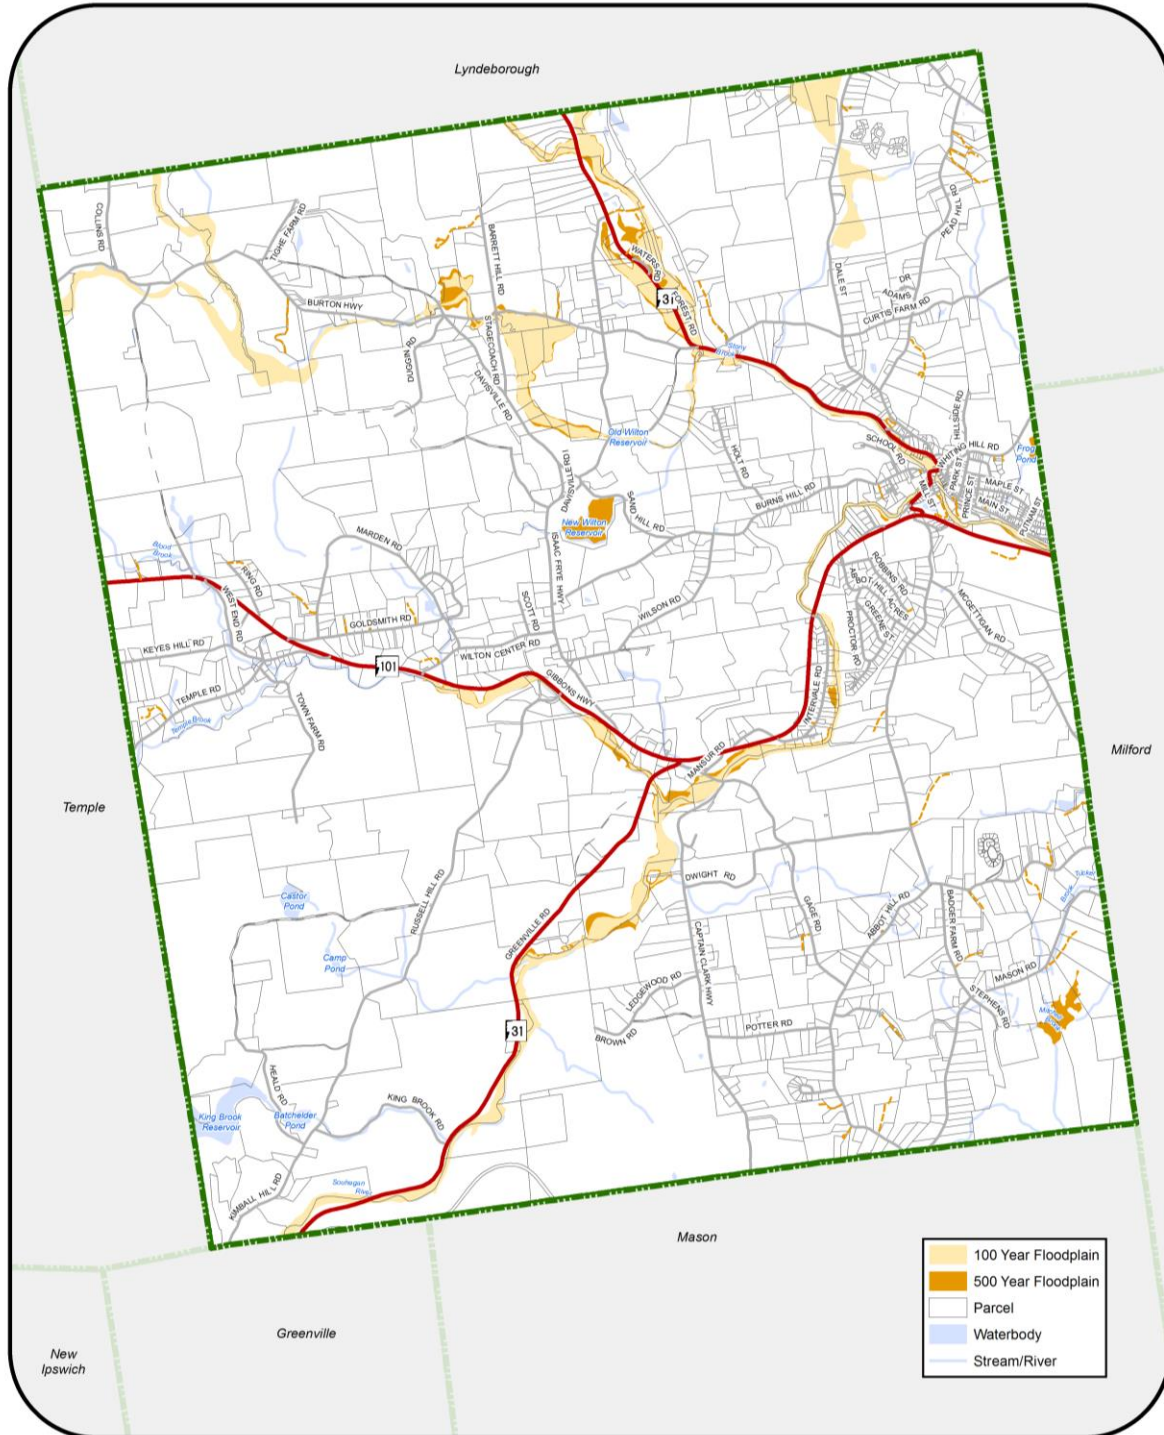 Lyndeborough
COLLINS RD
TIGHE FARM RD
BARRETT HILL RD
BURTON HWY
STAGECOACH RD
DUGGIN RD
DAVISVILLE RD
WATERS RD
31
FOREST RD
Stony
Brook
DALE ST
PEAD HILL RD
ADAMS DR
CURTIS FARM RD
HILLSIDE RD
SCHOOL RD
WHITING HILL RD
Frog
Pond
PARK ST
PRINCE ST
MAPLE ST
MAIN ST
PUTNAM ST
MILL ST
Old Wilton
Reservoir
HOLT RD
BURNS HILL RD
DAVISVILLE RD
SAND HILL RD
New Wilton
Reservoir
ISAAC FRYE HWY
MARDEN RD
Blood
Brook
KING RD
WEST END RD
GOLDSMITH RD
SCOTT RD
WILSON RD
ROBBINS RD
ABBOT HILL ACRES
GREENE ST
PROCTOR RD
MCGETTIGAN RD
KEYES HILL RD
101
WILTON CENTER RD
GIBBONS HWY
TEMPLE RD
Temple Brook
TOWN FARM RD
INTERVALE RD
MANSUR RD
Milford
Temple
RUSSELL HILL RD
DWIGHT RD
Castor
Pond
Camp
Pond
GREENVILLE RD
CAPTAIN CLARK HWY
GAGE RD
ABBOT HILL RD
BADGER FARM RD
Tucker
Brook
MASON RD
STEPHENS RD
LEDGEWOOD RD
BROWN RD
POTTER RD
31
HEALD RD
King Brook
Reservoir
Batchelder
Pond
KING BROOK RD
KIMBALL HILL RD
Souhegan
River
Mason
Greenville
New
Ipswich
100 Year Floodplain
500 Year Floodplain
Parcel
Waterbody
Stream/River